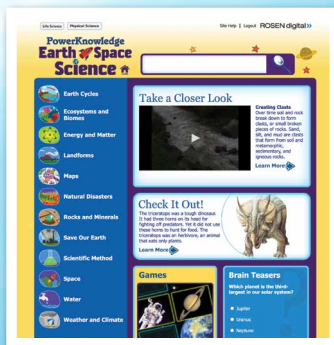 Life Science
Physical Science
Site Help | Logout ROSEN digital»
PowerKnowledge
Earth Space
Science
Earth Cycles
Ecosystems and
Biomes
Energy and Matter
Landforms
Maps
Natural Disasters
Rocks and Minerals
Save Our Earth
Scientific Method
Space
Water
Weather and Climate
Take a Closer Look
Creating Clasts
Over time soil and rock
break down to form
clasts, or small broken
pieces of rocks. Sand,
silt, and mud are clasts
that form from soil and
metamorphic,
sedimentary, and
igneous rocks.
Learn More
Check It Out!
The triceratops was a tough dinosaur.
It had three horns on its head for
fighting off predators. Yet it did not use
these horns to hunt for food. The
triceratops was an herbivore, an animal
that eats only plants.
Learn More
Games
Brain Teasers
Which planet is the third-
largest in our solar system?
Jupiter
Uranus
Neptune